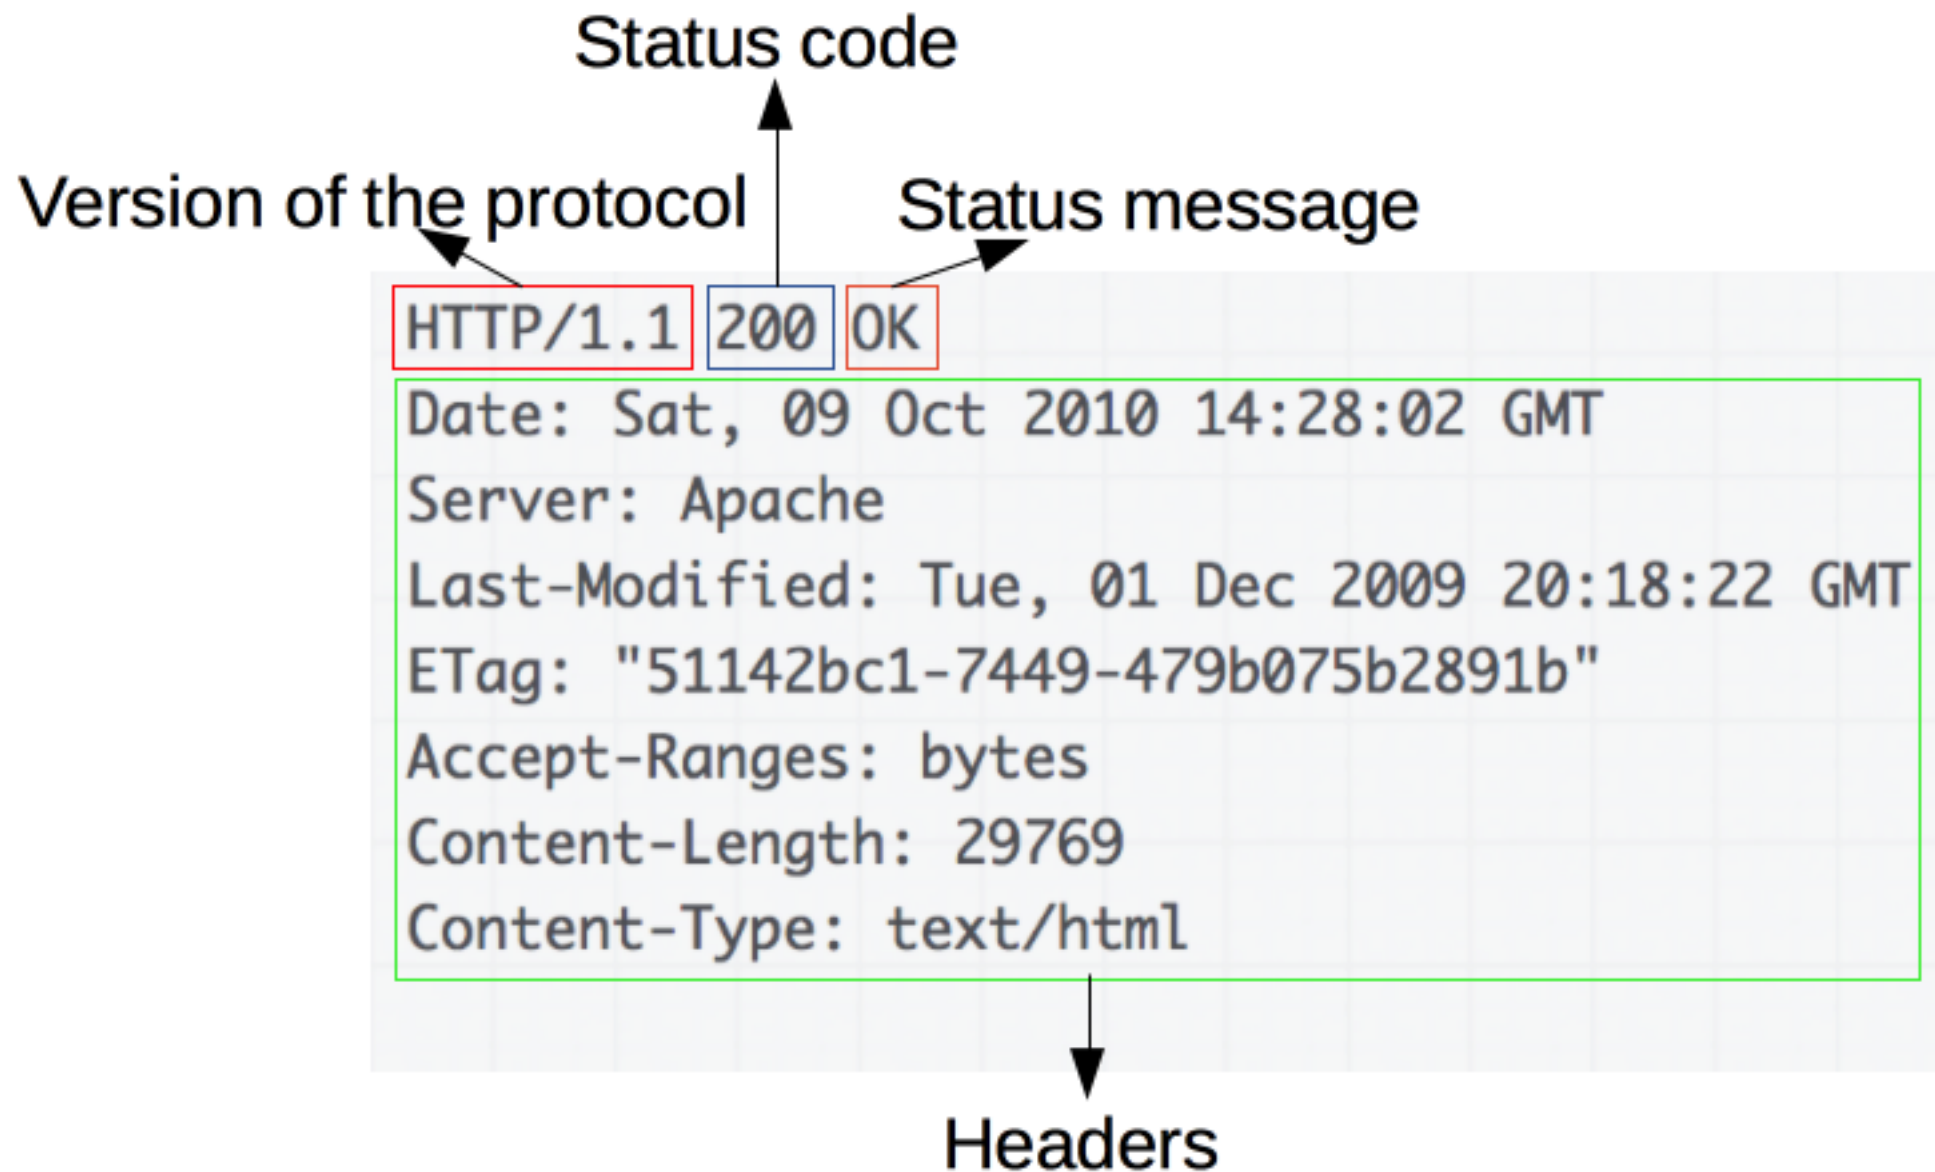 Status code
Version of the protocol
Status message
HTTP/1.1 200 OK
Date: Sat, 09 Oct 2010 14:28:02 GMT
Server: Apache
Last-Modified: Tue, 01 Dec 2009 20:18:22 GMT
ETag: "51142bc1-7449-479b075b2891b"
Accept-Ranges: bytes
Content-Length: 29769
Content-Type: text/html
Headers